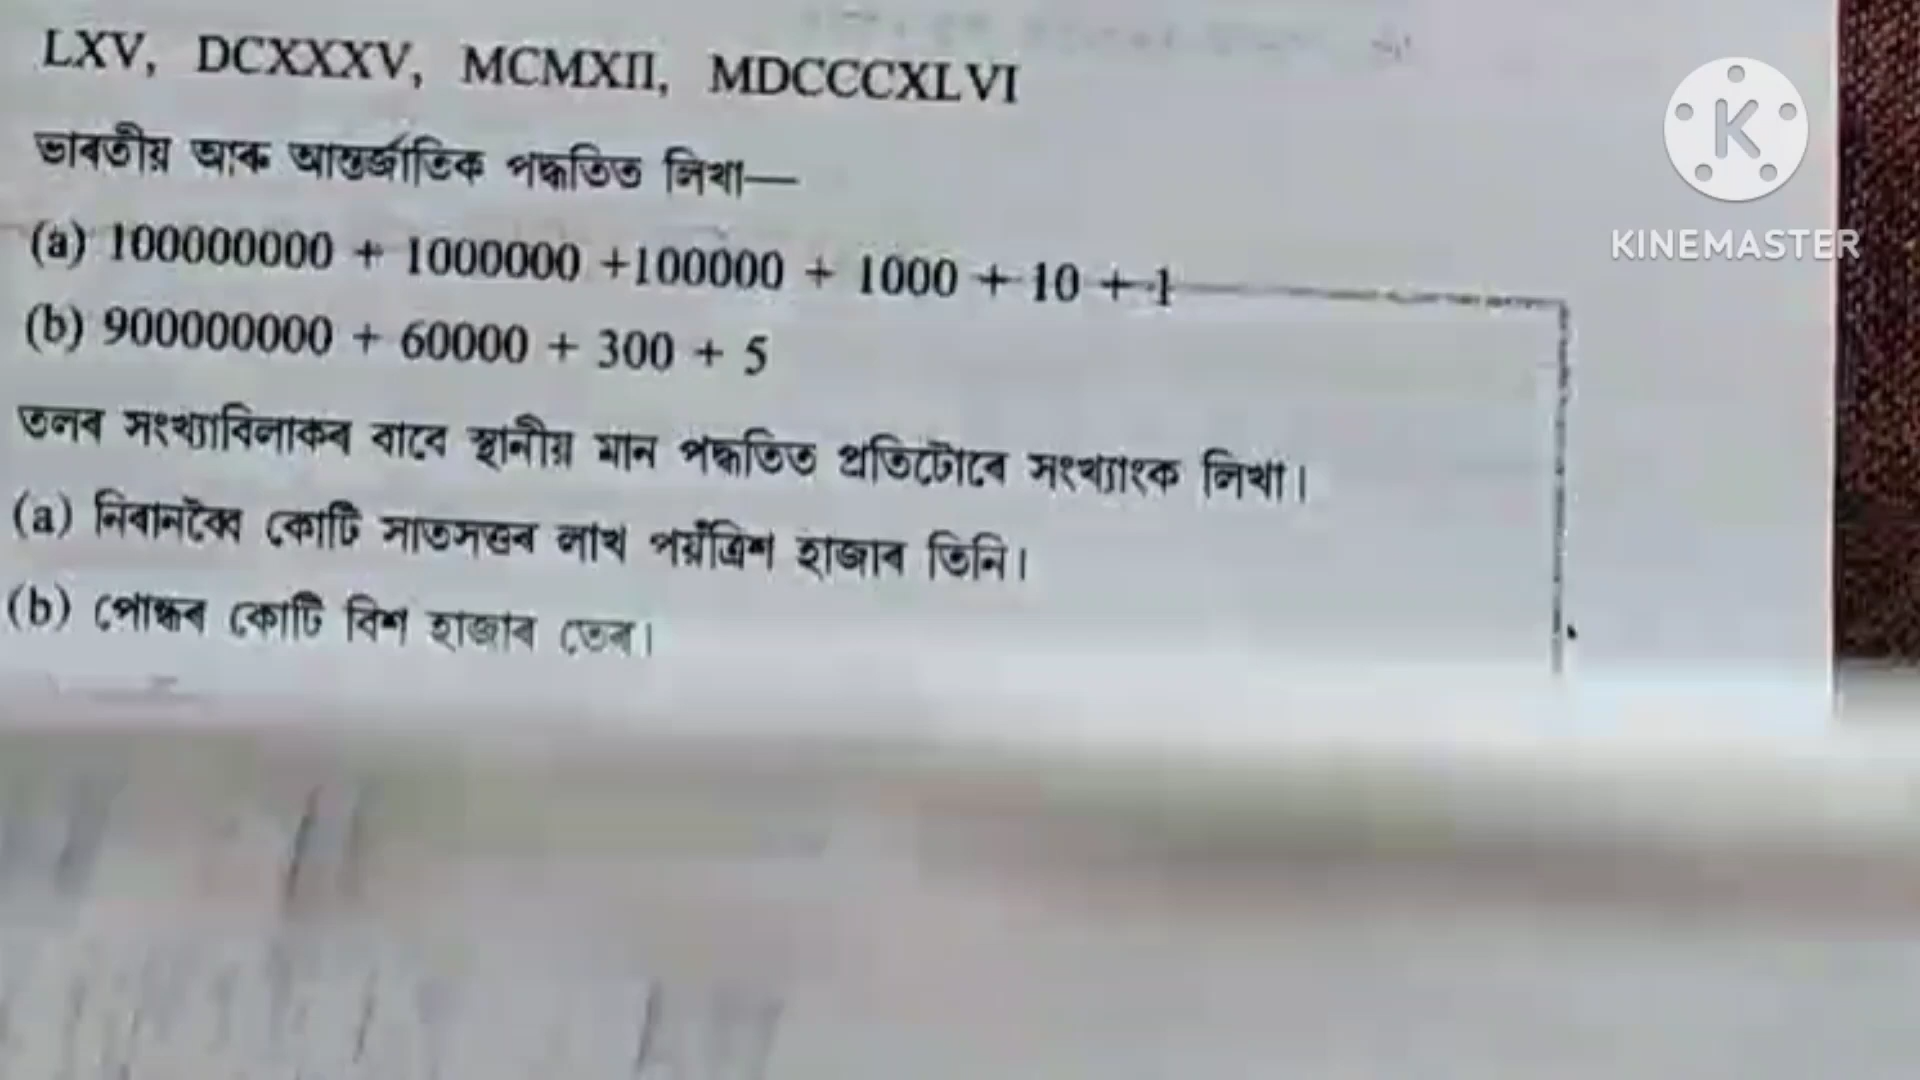 LXV, DCXXXV, MCMXII, MDCCCXLVI
ভাৰতীয় আৰু আন্তৰ্জাতিক পদ্ধতিত লিখা—
(a) 100000000 + 1000000 +100000 + 1000 + 10 + 1
(b) 900000000 + 60000 + 300 + 5
তলৰ সংখ্যাবিলাকৰ বাবে স্থানীয় মান পদ্ধতিত প্ৰতিটোৰে সংখ্যাংক লিখা।
(a) নিৰানব্বৈ কোটি সাতসত্তৰ লাখ পয়ঁত্ৰিশ হাজাৰ তিনি।
(b) পোন্ধৰ কোটি বিশ হাজাৰ তেৰ।
KINEMASTER